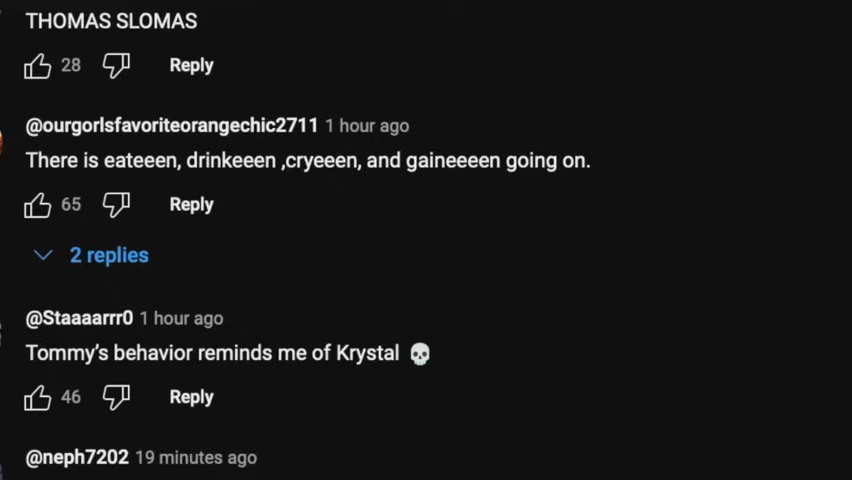 THOMAS SLOMAS
28 Reply
@ourgorlsfavoriteorangechic2711 1 hour ago
There is eateeen, drinkeeen ,cryeeen, and gaineeeen going on.
65 Reply
2 replies
@Staaaarrr0 1 hour ago
Tommy's behavior reminds me of Krystal 💀
46 Reply
@neph7202 19 minutes ago